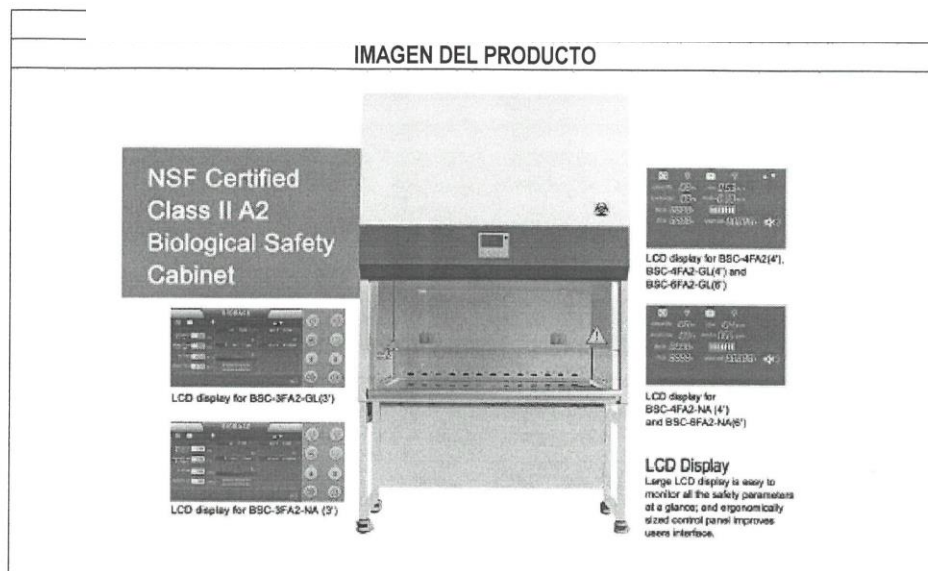 IMAGEN DEL PRODUCTO
NSF Certified
Class II A2
Biological Safety
Cabinet
BIOBASE
LCD display for BSC-3FA2-GL(3')
BIOBASE
LCD display for BSC-3FA2-NA (3')
LCD display for BSC-4FA2(4'),
BSC-4FA2-GL(4') and
BSC-6FA2-GL(6')
LCD display for
BSC-4FA2-NA (4')
and BSC-6FA2-NA(6')
LCD Display
Large LCD display is easy to
monitor all the safety parameters
at a glance; and ergonomically
sized control panel improves
users interface.